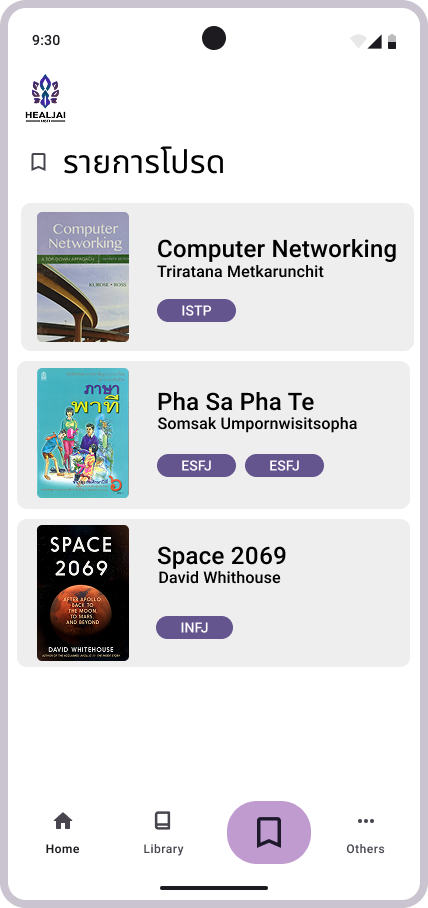 9:30
HEALJAI
รายการโปรด
Computer
Networking
A TOP-DOWN APPROACH
KUROSE • ROSS
Computer Networking
Triratana Metkarunchit
ISTP
ภาษา
พาที
Pha Sa Pha Te
Somsak Umpornwisitsopha
ESFJ ESFJ
SPACE
2069
AFTER APOLLO:
BACK TO
THE MOON,
TO MARS,
AND BEYOND
DAVID WHITEHOUSE
Space 2069
David Whithouse
INFJ
Home
Library
Others